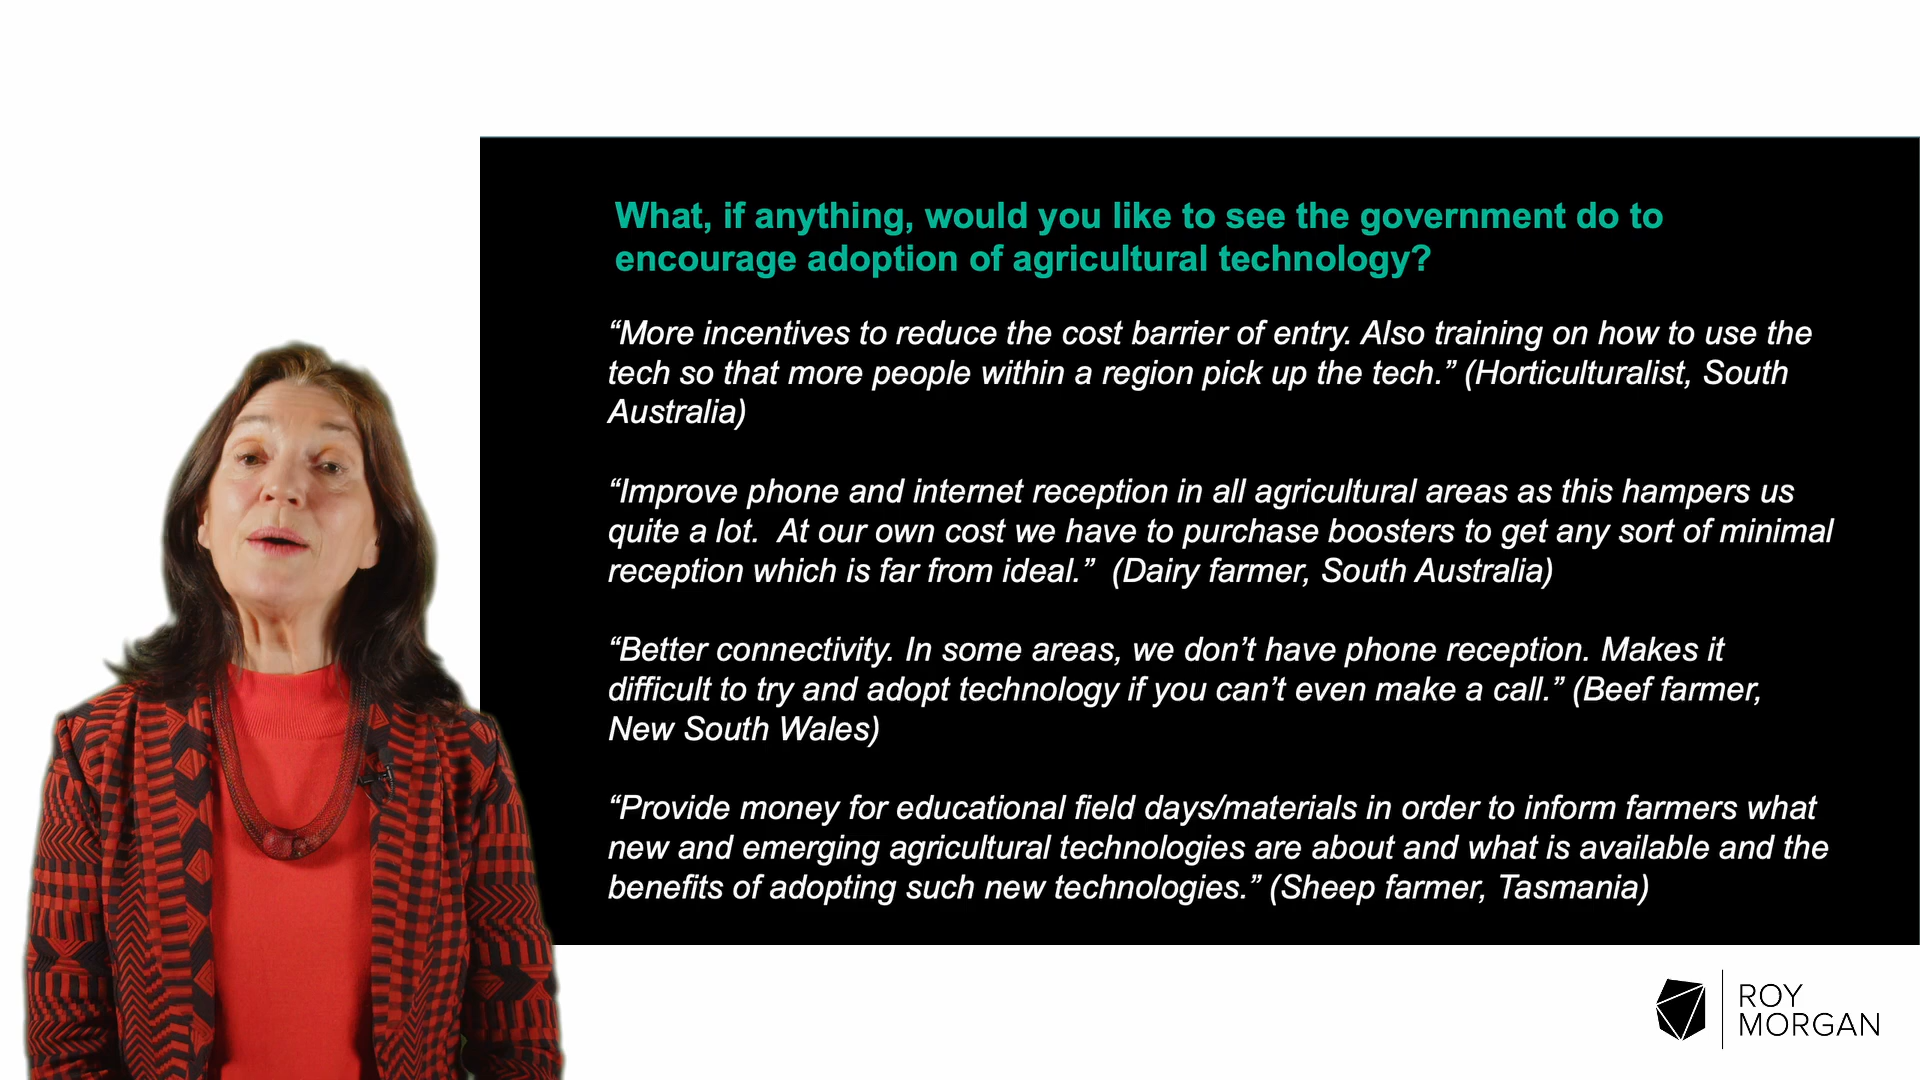 What, if anything, would you like to see the government do to
encourage adoption of agricultural technology?
“More incentives to reduce the cost barrier of entry. Also training on how to use the
tech so that more people within a region pick up the tech.” (Horticulturalist, South
Australia)
“Improve phone and internet reception in all agricultural areas as this hampers us
quite a lot.  At our own cost we have to purchase boosters to get any sort of minimal
reception which is far from ideal.”  (Dairy farmer, South Australia)
“Better connectivity. In some areas, we don’t have phone reception. Makes it
difficult to try and adopt technology if you can’t even make a call.” (Beef farmer,
New South Wales)
“Provide money for educational field days/materials in order to inform farmers what
new and emerging agricultural technologies are about and what is available and the
benefits of adopting such new technologies.” (Sheep farmer, Tasmania)
ROY
MORGAN